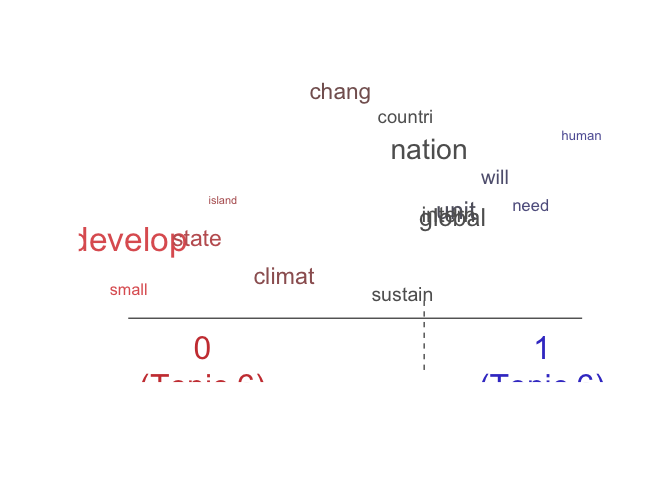 chang
countri
human
nation
will
island
need
unit
intern
global
develop
state
climat
small
sustain
0
1
(Topic 6)
(Topic 6)